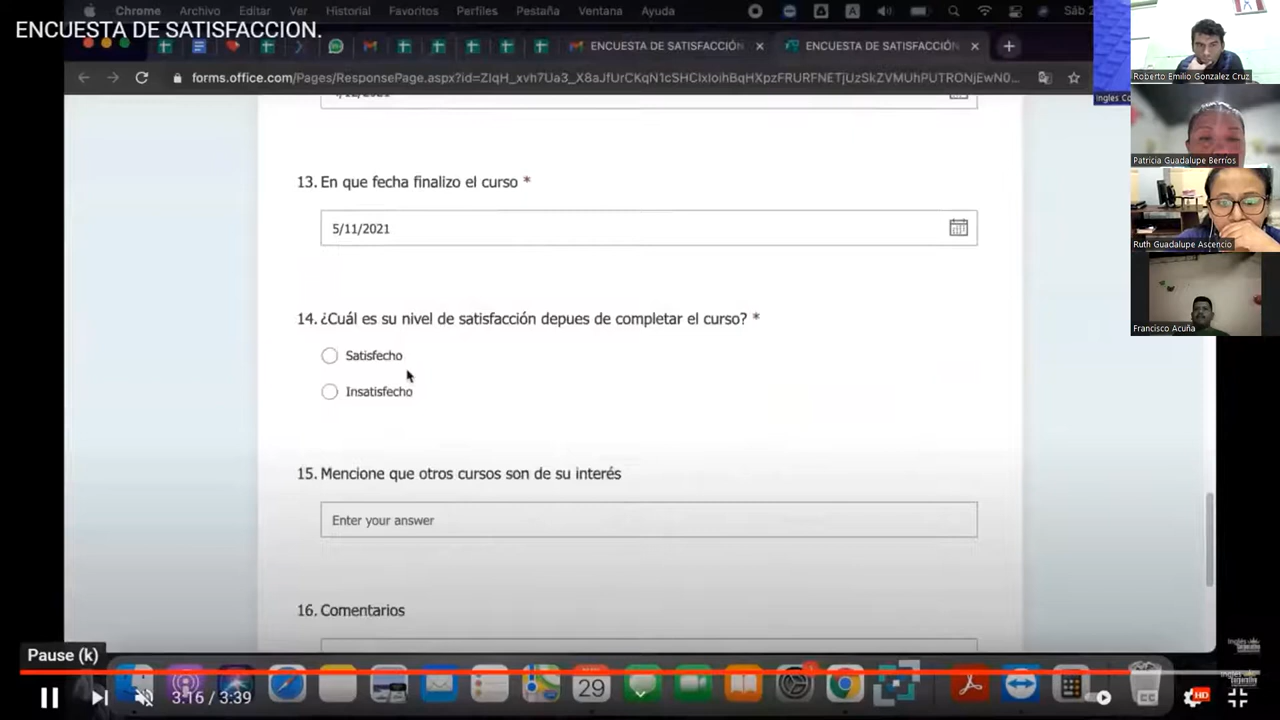 Chrome Archivo Editar Ver Historial Favoritos Perfiles Pestaña Ventana Ayuda
ENCUESTA DE SATISFACCION.
ENCUESTA DE SATISFACCIÓN
ENCUESTA DE SATISFACCIÓN
forms.office.com/Pages/ResponsePage.aspx?
13. En que fecha finalizo el curso *
5/11/2021
14. ¿Cuál es su nivel de satisfacción depues de completar el curso? *
Satisfecho
Insatisfecho
15. Mencione que otros cursos son de su interés
Enter your answer
16. Comentarios
Pause (k)
29
3:16 / 3:39
HD
Roberto Emilio Gonzalez Cruz
Patricia Guadalupe Berríos
Ruth Guadalupe Ascencio
Francisco Acuña